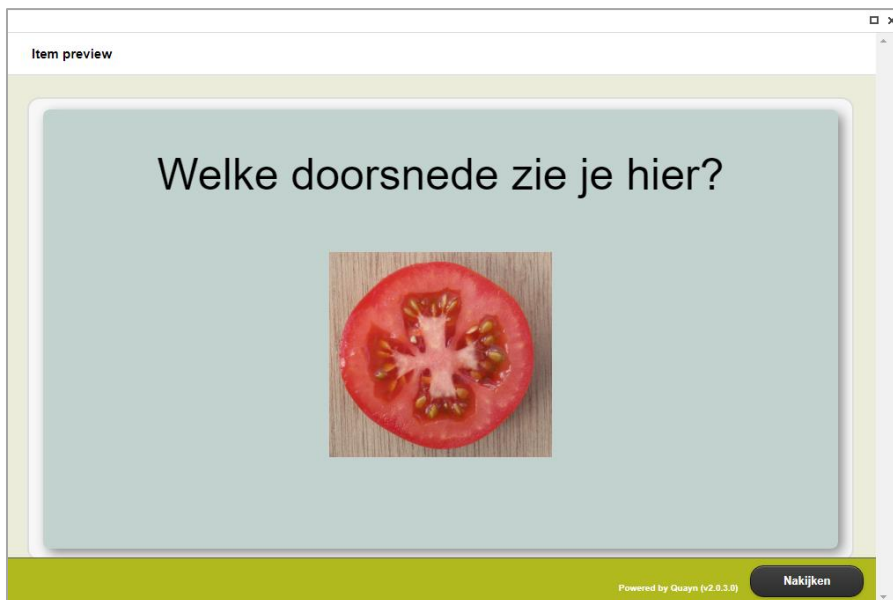 Item preview
Welke doorsnede zie je hier?
Powered by Quayn (v2.0.3.0)
Nakijken